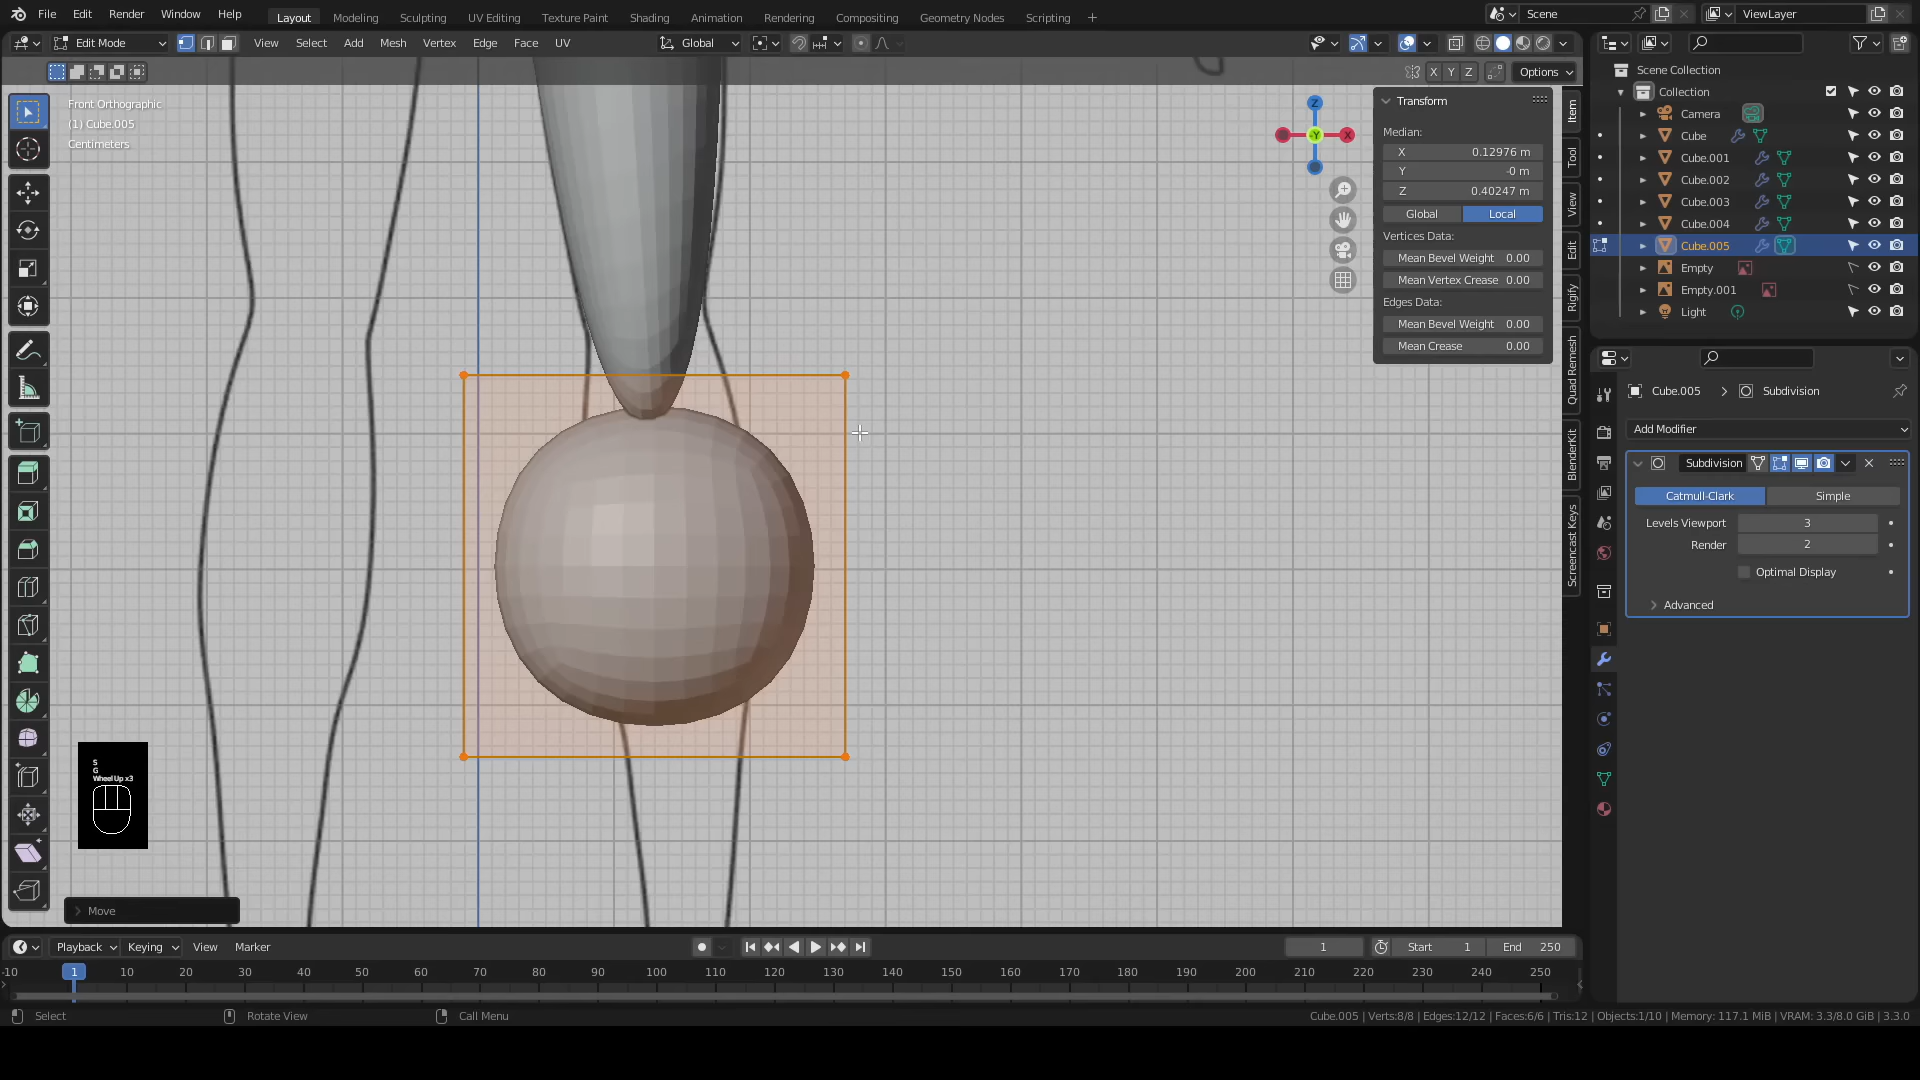 File Edit Render Window Help Layout Modeling Sculpting UV Editing Texture Paint Shading Animation Rendering Compositing Geometry Nodes Scripting + Scene ViewLayer
Edit Mode View Select Add Mesh Vertex Edge Face UV Global
X Y Z Options
Front Orthographic
(1) Cube.005
Centimeters
Z
Y
X
Transform
Median:
X 0.12976 m
Y -0 m
Z 0.40247 m
Global Local
Vertices Data:
Mean Bevel Weight 0.00
Mean Vertex Crease 0.00
Edges Data:
Mean Bevel Weight 0.00
Mean Crease 0.00
Item
Tool
View
Edit
Rigify
Quad Remesh
BlenderKit
Screencast Keys
Scene Collection
Collection
Camera
Cube
Cube.001
Cube.002
Cube.003
Cube.004
Cube.005
Empty
Empty.001
Light
Cube.005 > Subdivision
Add Modifier
Subdivision
Catmull-Clark Simple
Levels Viewport 3
Render 2
Optimal Display
Advanced
S
G
Wheel Up x3
Move
Playback Keying View Marker 1 Start 1 End 250
-10 1 10 20 30 40 50 60 70 80 90 100 110 120 130 140 150 160 170 180 190 200 210 220 230 240 250
Select Rotate View Call Menu Cube.005 | Verts:8/8 | Edges:12/12 | Faces:6/6 | Tris:12 | Objects:1/10 | Memory: 117.1 MiB | VRAM: 3.3/8.0 GiB | 3.3.0